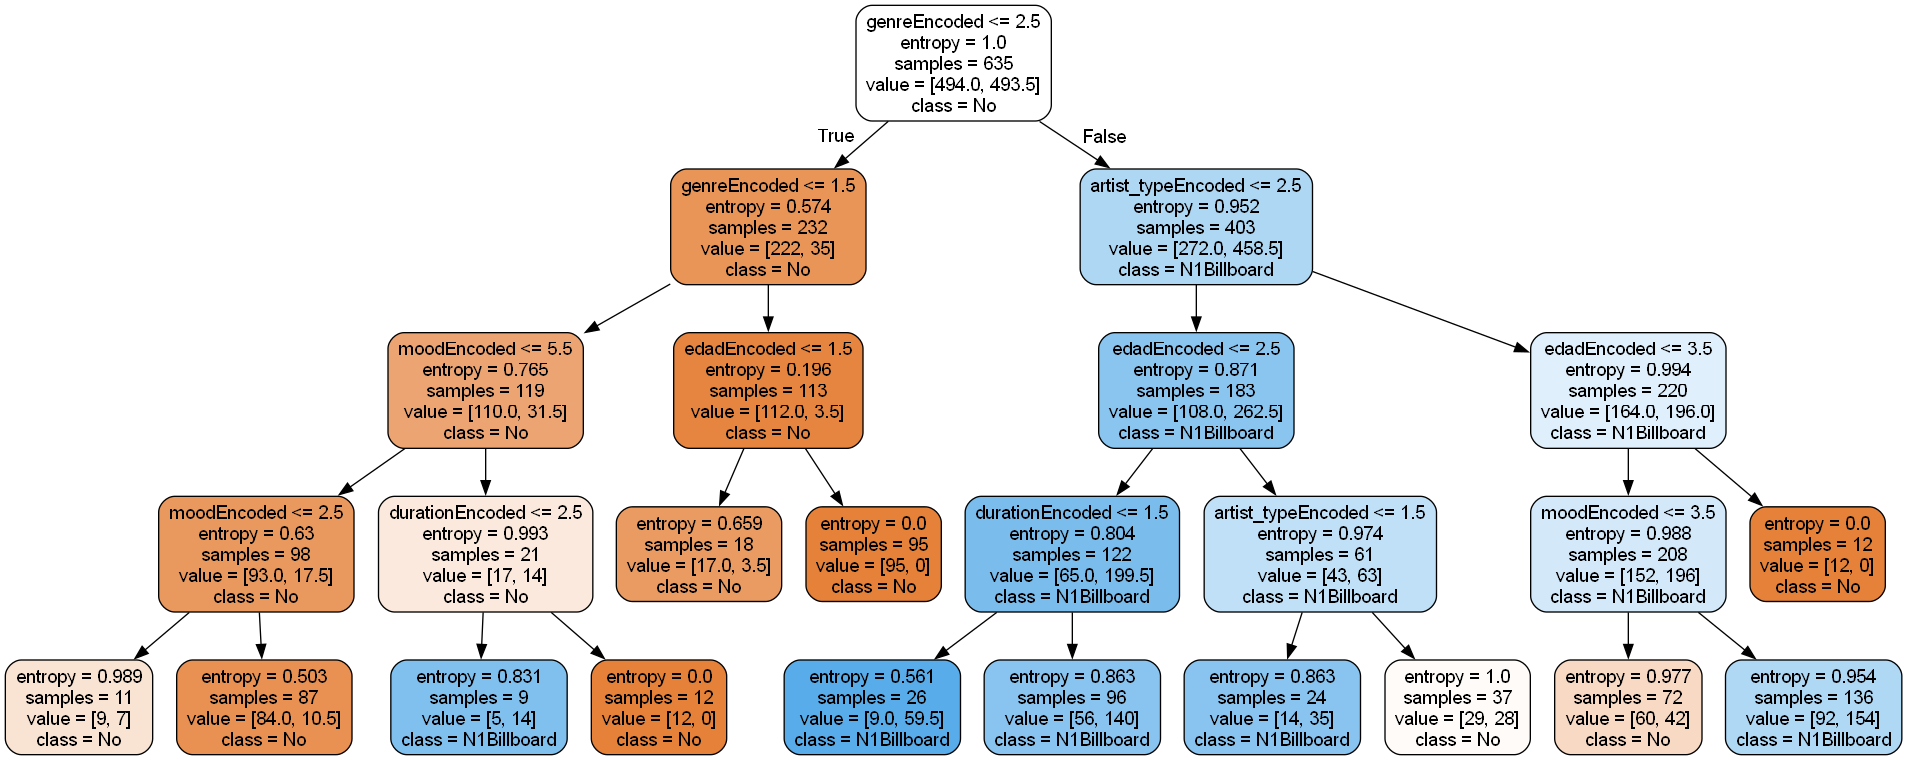 genreEncoded <= 2.5
entropy = 1.0
samples = 635
value = [494.0, 493.5]
class = No
True
False
genreEncoded <= 1.5
entropy = 0.574
samples = 232
value = [222, 35]
class = No
artist_typeEncoded <= 2.5
entropy = 0.952
samples = 403
value = [272.0, 458.5]
class = N1Billboard
moodEncoded <= 5.5
entropy = 0.765
samples = 119
value = [110.0, 31.5]
class = No
edadEncoded <= 1.5
entropy = 0.196
samples = 113
value = [112.0, 3.5]
class = No
edadEncoded <= 2.5
entropy = 0.871
samples = 183
value = [108.0, 262.5]
class = N1Billboard
edadEncoded <= 3.5
entropy = 0.994
samples = 220
value = [164.0, 196.0]
class = N1Billboard
moodEncoded <= 2.5
entropy = 0.63
samples = 98
value = [93.0, 17.5]
class = No
durationEncoded <= 2.5
entropy = 0.993
samples = 21
value = [17, 14]
class = No
entropy = 0.659
samples = 18
value = [17.0, 3.5]
class = No
entropy = 0.0
samples = 95
value = [95, 0]
class = No
durationEncoded <= 1.5
entropy = 0.804
samples = 122
value = [65.0, 199.5]
class = N1Billboard
artist_typeEncoded <= 1.5
entropy = 0.974
samples = 61
value = [43, 63]
class = N1Billboard
moodEncoded <= 3.5
entropy = 0.988
samples = 208
value = [152, 196]
class = N1Billboard
entropy = 0.0
samples = 12
value = [12, 0]
class = No
entropy = 0.989
samples = 11
value = [9, 7]
class = No
entropy = 0.503
samples = 87
value = [84.0, 10.5]
class = No
entropy = 0.831
samples = 9
value = [5, 14]
class = N1Billboard
entropy = 0.0
samples = 12
value = [12, 0]
class = No
entropy = 0.561
samples = 26
value = [9.0, 59.5]
class = N1Billboard
entropy = 0.863
samples = 96
value = [56, 140]
class = N1Billboard
entropy = 0.863
samples = 24
value = [14, 35]
class = N1Billboard
entropy = 1.0
samples = 37
value = [29, 28]
class = No
entropy = 0.977
samples = 72
value = [60, 42]
class = No
entropy = 0.954
samples = 136
value = [92, 154]
class = N1Billboard